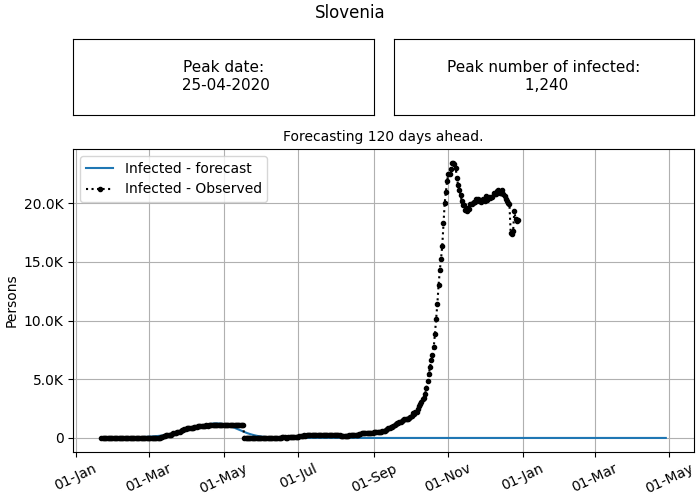 Slovenia
Peak date:
25-04-2020
Peak number of infected:
1,240
Forecasting 120 days ahead.
Infected - forecast
Infected - Observed
Persons
20.0K
15.0K
10.0K
5.0K
0
01-Jan
01-Mar
01-May
01-Jul
01-Sep
01-Nov
01-Jan
01-Mar
01-May